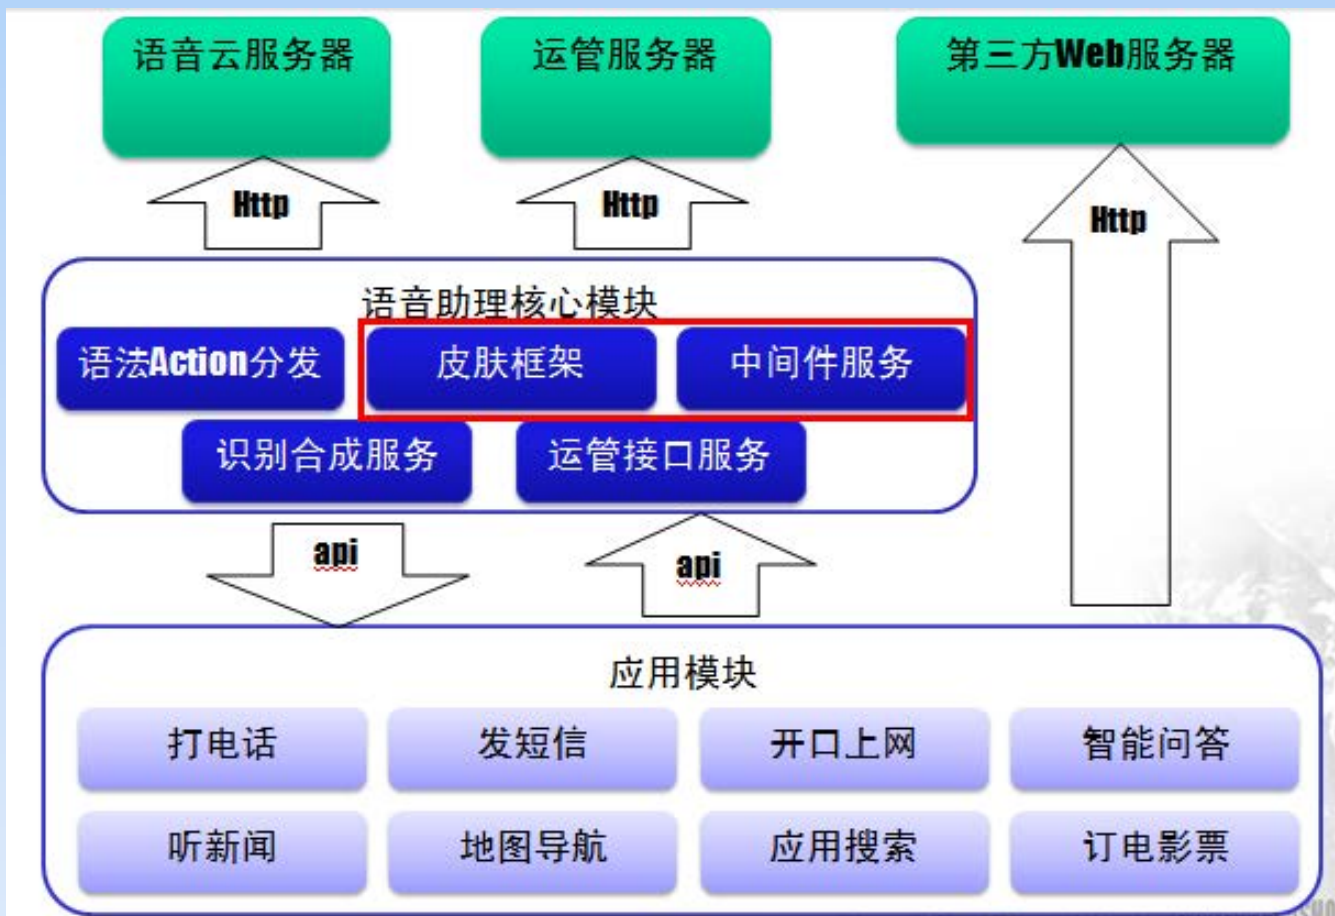 语音云服务器
运管服务器
第三方Web服务器
Http
Http
Http
语音助理核心模块
语法Action分发
皮肤框架
中间件服务
识别合成服务
运管接口服务
api
api
应用模块
打电话
发短信
开口上网
智能问答
听新闻
地图导航
应用搜索
订电影票